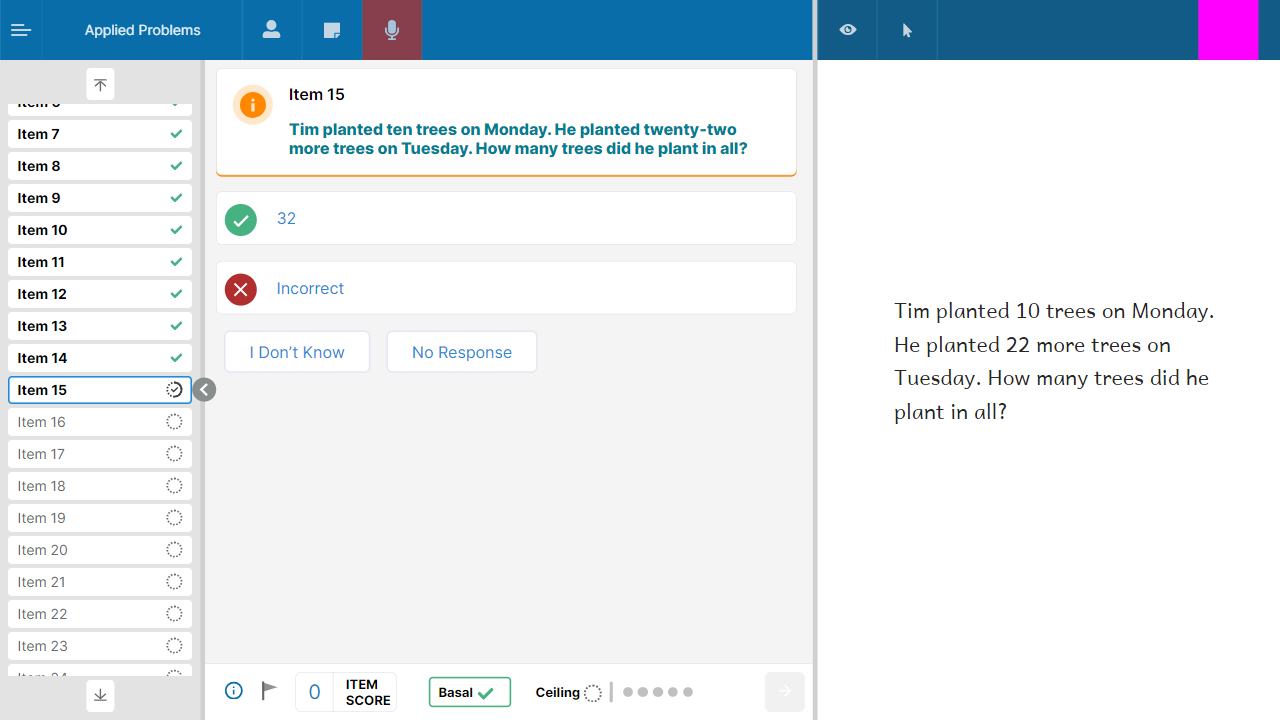 Applied Problems
Item 7
Item 8
Item 9
Item 10
Item 11
Item 12
Item 13
Item 14
Item 15
Item 16
Item 17
Item 18
Item 19
Item 20
Item 21
Item 22
Item 23
Item 15
Tim planted ten trees on Monday. He planted twenty-two
more trees on Tuesday. How many trees did he plant in all?
32
Incorrect
I Don’t Know
No Response
0
ITEM
SCORE
Basal
Ceiling
Tim planted 10 trees on Monday.
He planted 22 more trees on
Tuesday. How many trees did he
plant in all?